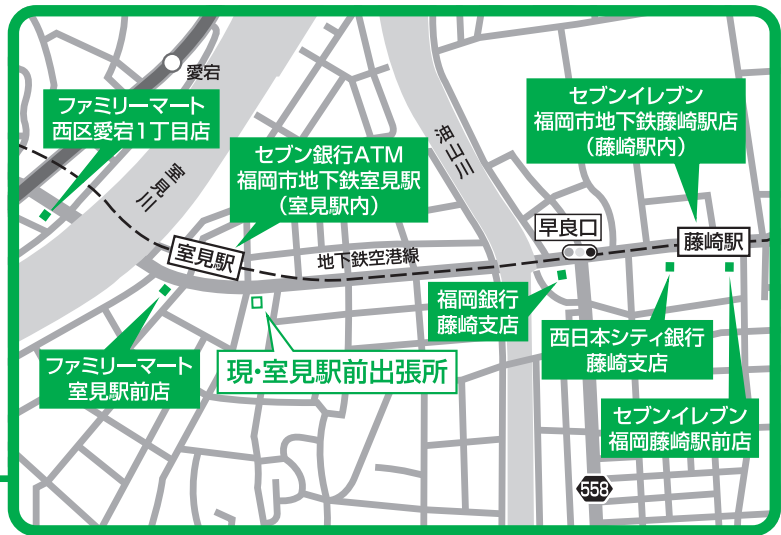 愛宕
ファミリーマート
西区愛宕1丁目店
室見川
セブン銀行ATM
福岡市地下鉄室見駅
（室見駅内）
油山川
セブンイレブン
福岡市地下鉄藤崎駅店
（藤崎駅内）
早良口
藤崎駅
室見駅
地下鉄空港線
福岡銀行
藤崎支店
西日本シティ銀行
藤崎支店
ファミリーマート
室見駅前店
現・室見駅前出張所
セブンイレブン
福岡藤崎駅前店
558